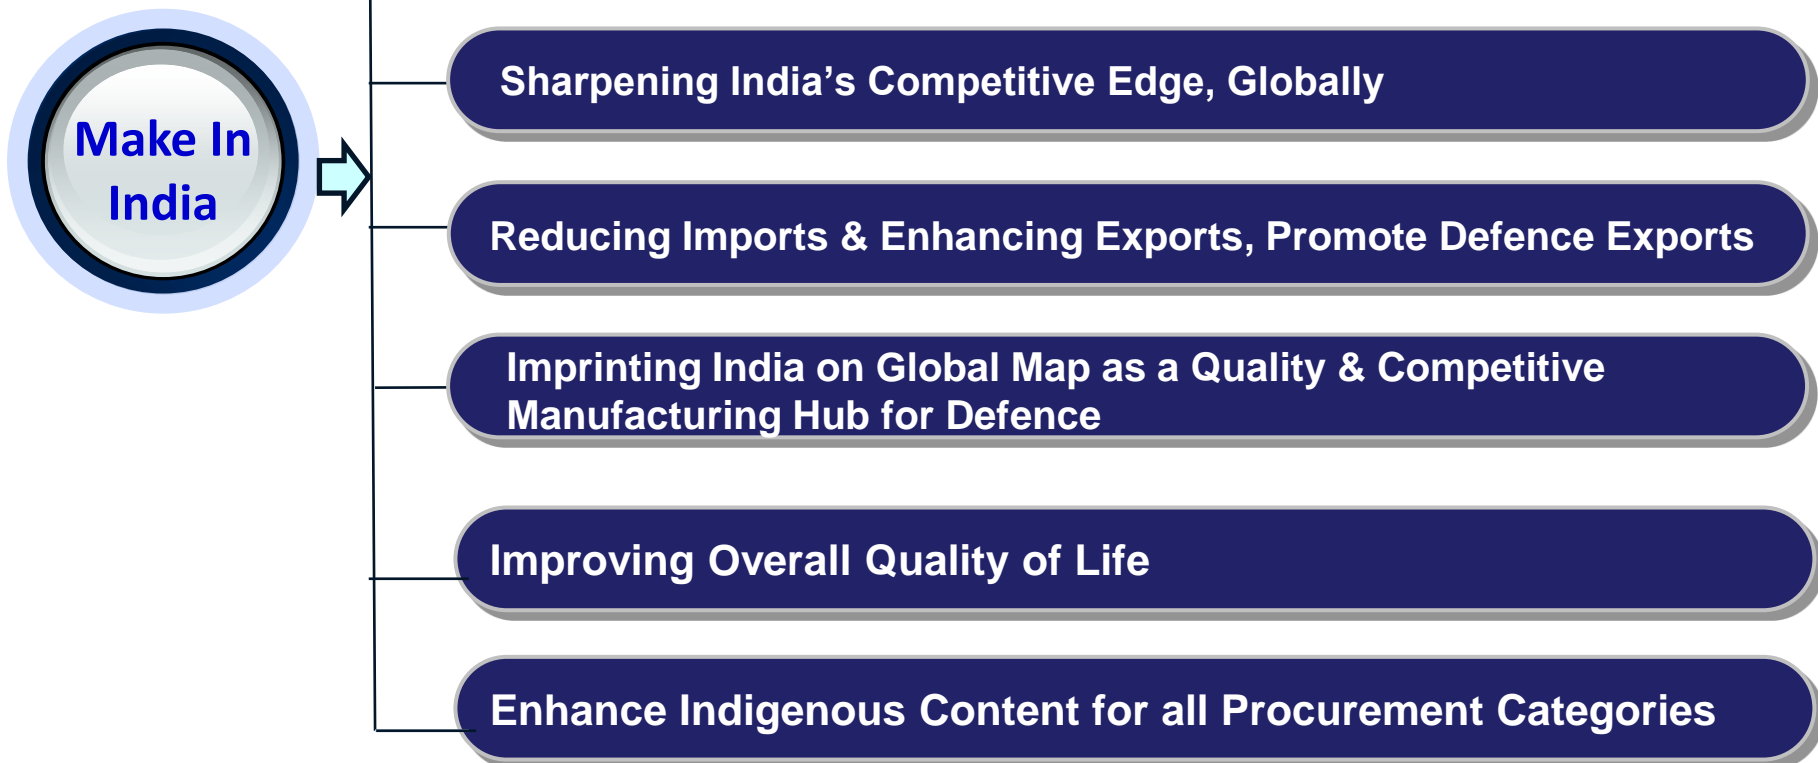 Make In
India
Sharpening India’s Competitive Edge, Globally
Reducing Imports & Enhancing Exports, Promote Defence Exports
Imprinting India on Global Map as a Quality & Competitive
Manufacturing Hub for Defence
Improving Overall Quality of Life
Enhance Indigenous Content for all Procurement Categories